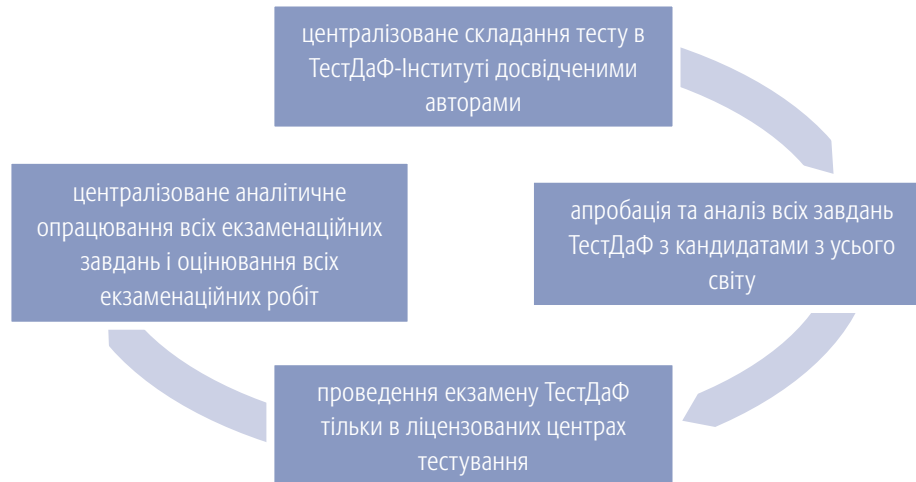 централізоване складання тесту в
ТестДаФ-Інституті досвідченими
авторами
апробація та аналіз всіх завдань
ТестДаФ з кандидатами з усього
світу
проведення екзамену ТестДаФ
тільки в ліцензованих центрах
тестування
централізоване аналітичне
опрацювання всіх екзаменаційних
завдань і оцінювання всіх
екзаменаційних робіт